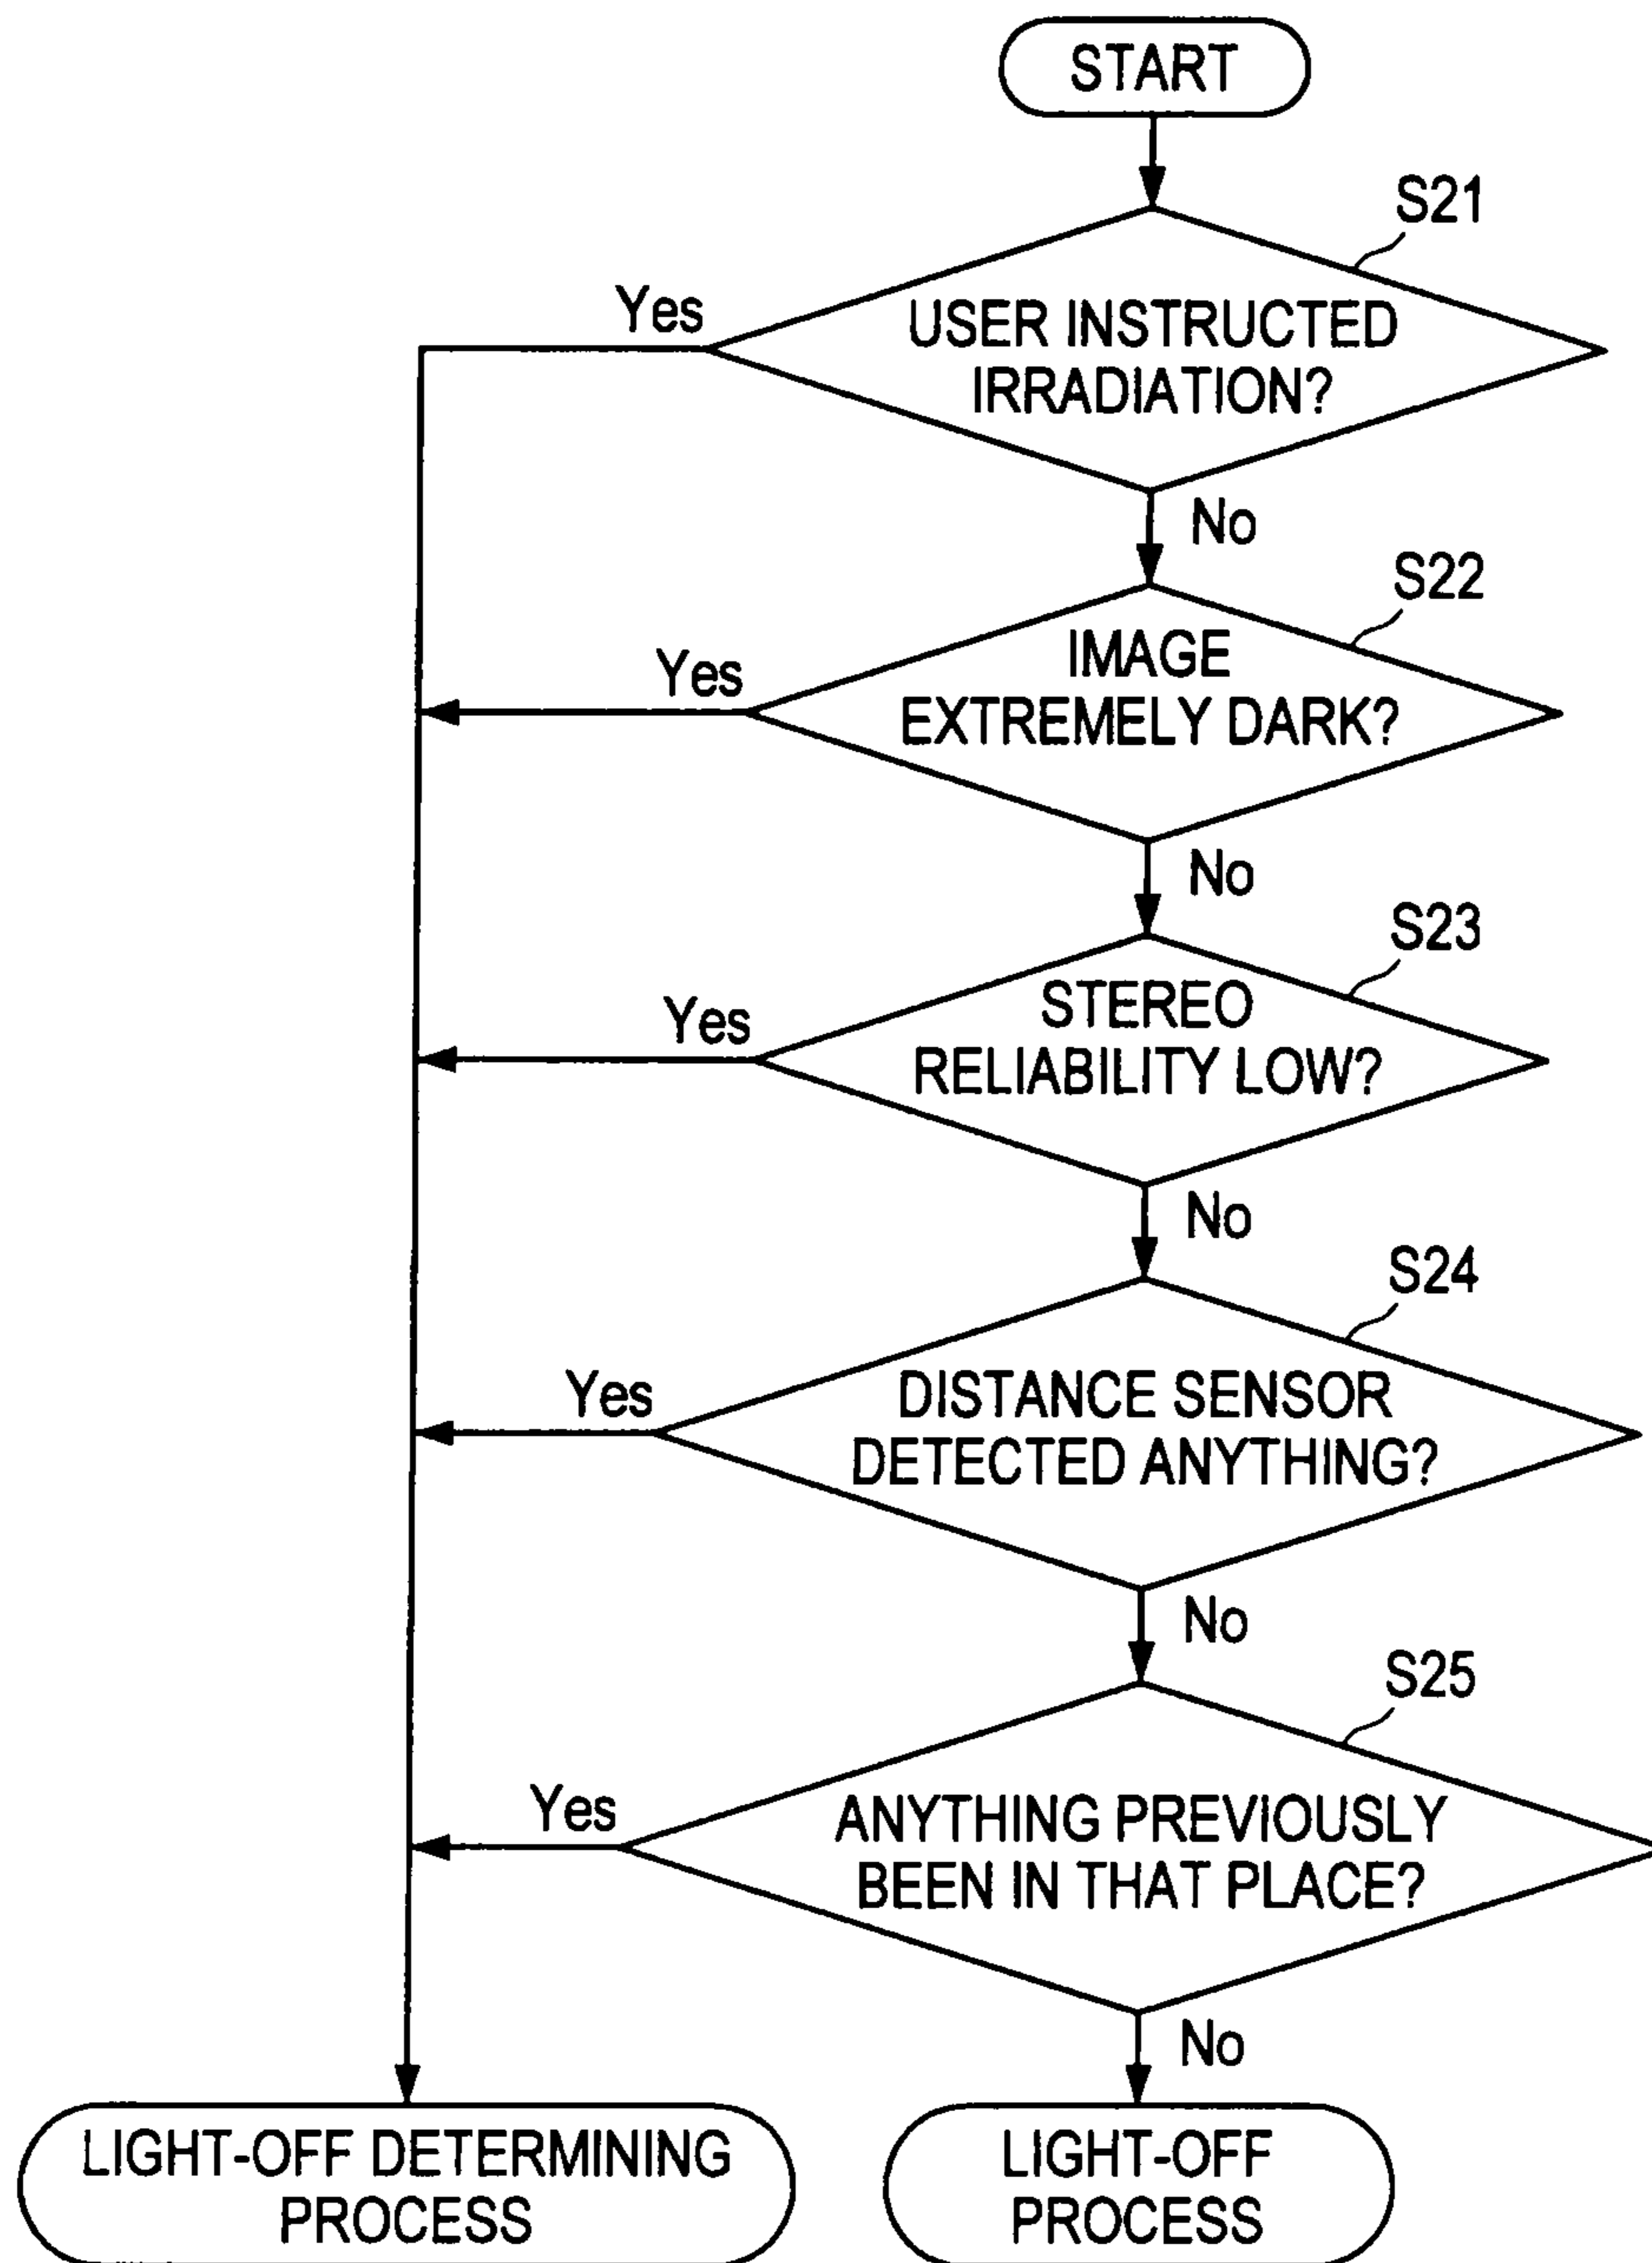 START
S21
Yes
USER INSTRUCTED
IRRADIATION?
No
S22
Yes
IMAGE
EXTREMELY DARK?
No
S23
Yes
STEREO
RELIABILITY LOW?
No
S24
Yes
DISTANCE SENSOR
DETECTED ANYTHING?
No
S25
Yes
ANYTHING PREVIOUSLY
BEEN IN THAT PLACE?
No
LIGHT-OFF DETERMINING
PROCESS
LIGHT-OFF
PROCESS